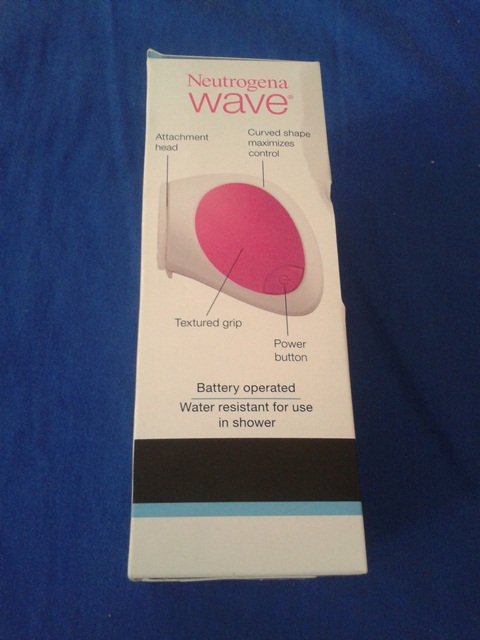 Neutrogena
wave®
Attachment
head
Curved shape
maximizes
control
Textured grip
Power
button
Battery operated
Water resistant for use
in shower